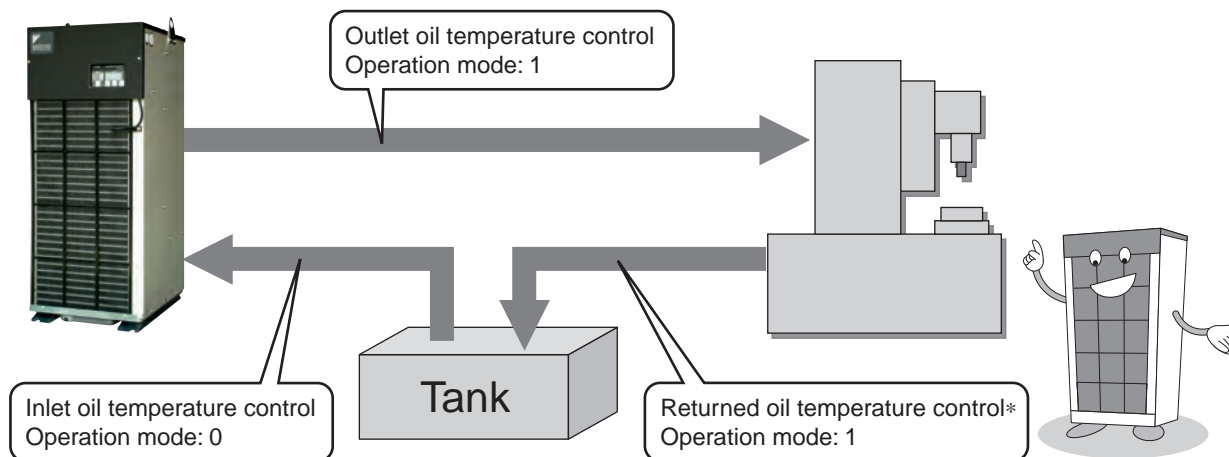 Outlet oil temperature control
Operation mode: 1
Tank
Inlet oil temperature control
Operation mode: 0
Returned oil temperature control*
Operation mode: 1